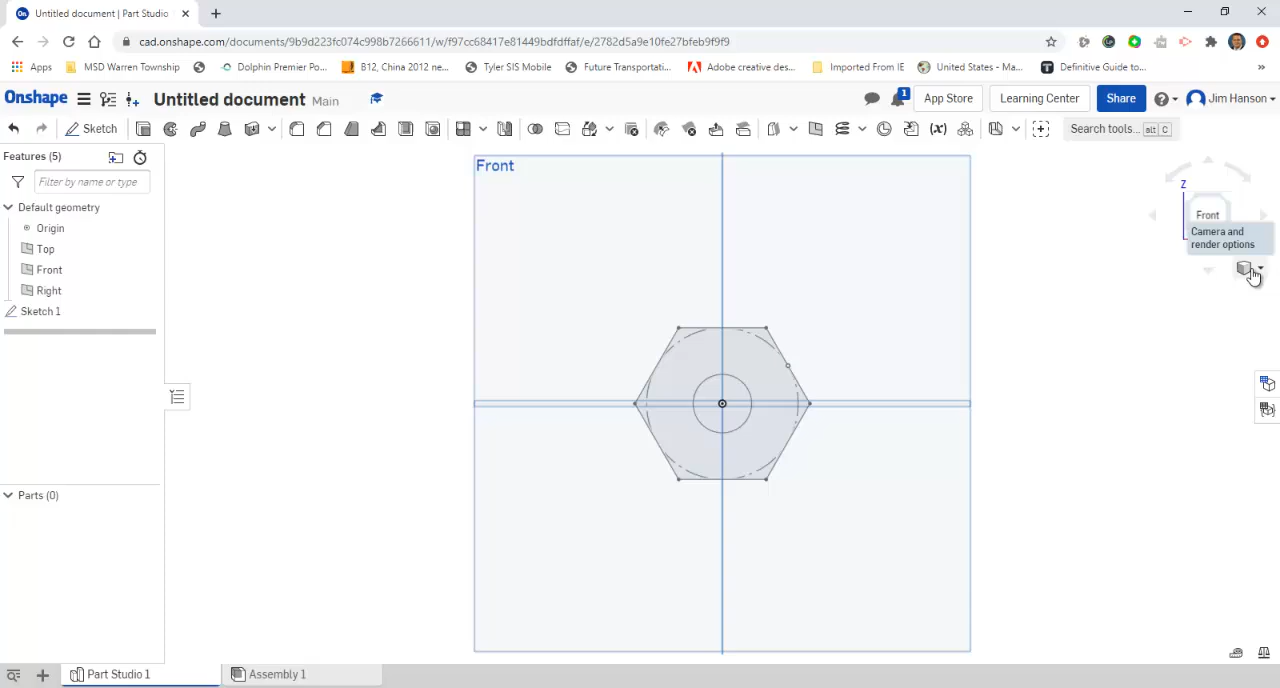 Untitled document | Part Studio
cad.onshape.com/documents/9b9d223fc074c998b7266611/w/f97cc68417e81449bdfdffaf/e/2782d5a9e10fe27bfeb9f9f9
Apps MSD Warren Township Dolphin Premier Po... B12, China 2012 ne... Tyler SIS Mobile Future Transportati... Adobe creative des... Imported From IE United States - Ma... Definitive Guide to... »
Onshape Untitled document Main 1 App Store Learning Center Share Jim Hanson
Sketch (x) Search tools... alt C
Features (5)
Filter by name or type
Default geometry
Origin
Top
Front
Right
Sketch 1
Parts (0)
Front
Z
Front
Camera and
render options
Part Studio 1 Assembly 1